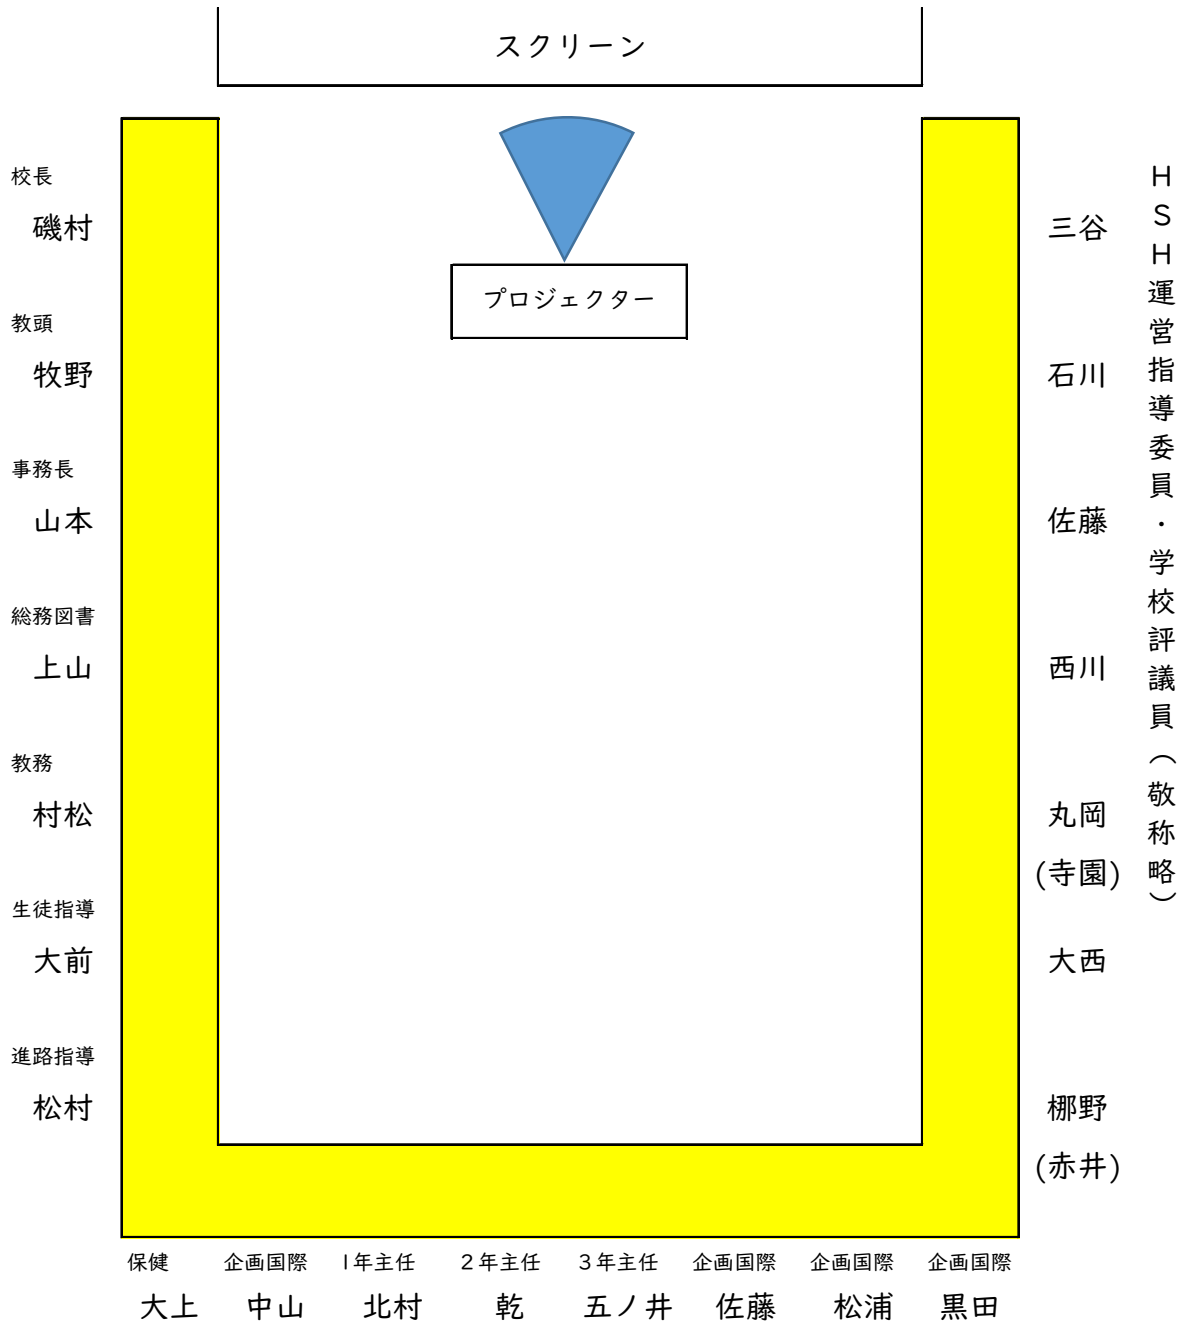 スクリーン
プロジェクター
校長
磯村
教頭
牧野
事務長
山本
総務図書
上山
教務
村松
生徒指導
大前
進路指導
松村
三谷
石川
佐藤
西川
丸岡
(寺園)
大西
梛野
(赤井)
HSH運営指導委員・学校評議員(敬称略)
保健 企画国際 1年主任 2年主任 3年主任 企画国際 企画国際 企画国際
大上 中山 北村 乾 五ノ井 佐藤 松浦 黒田